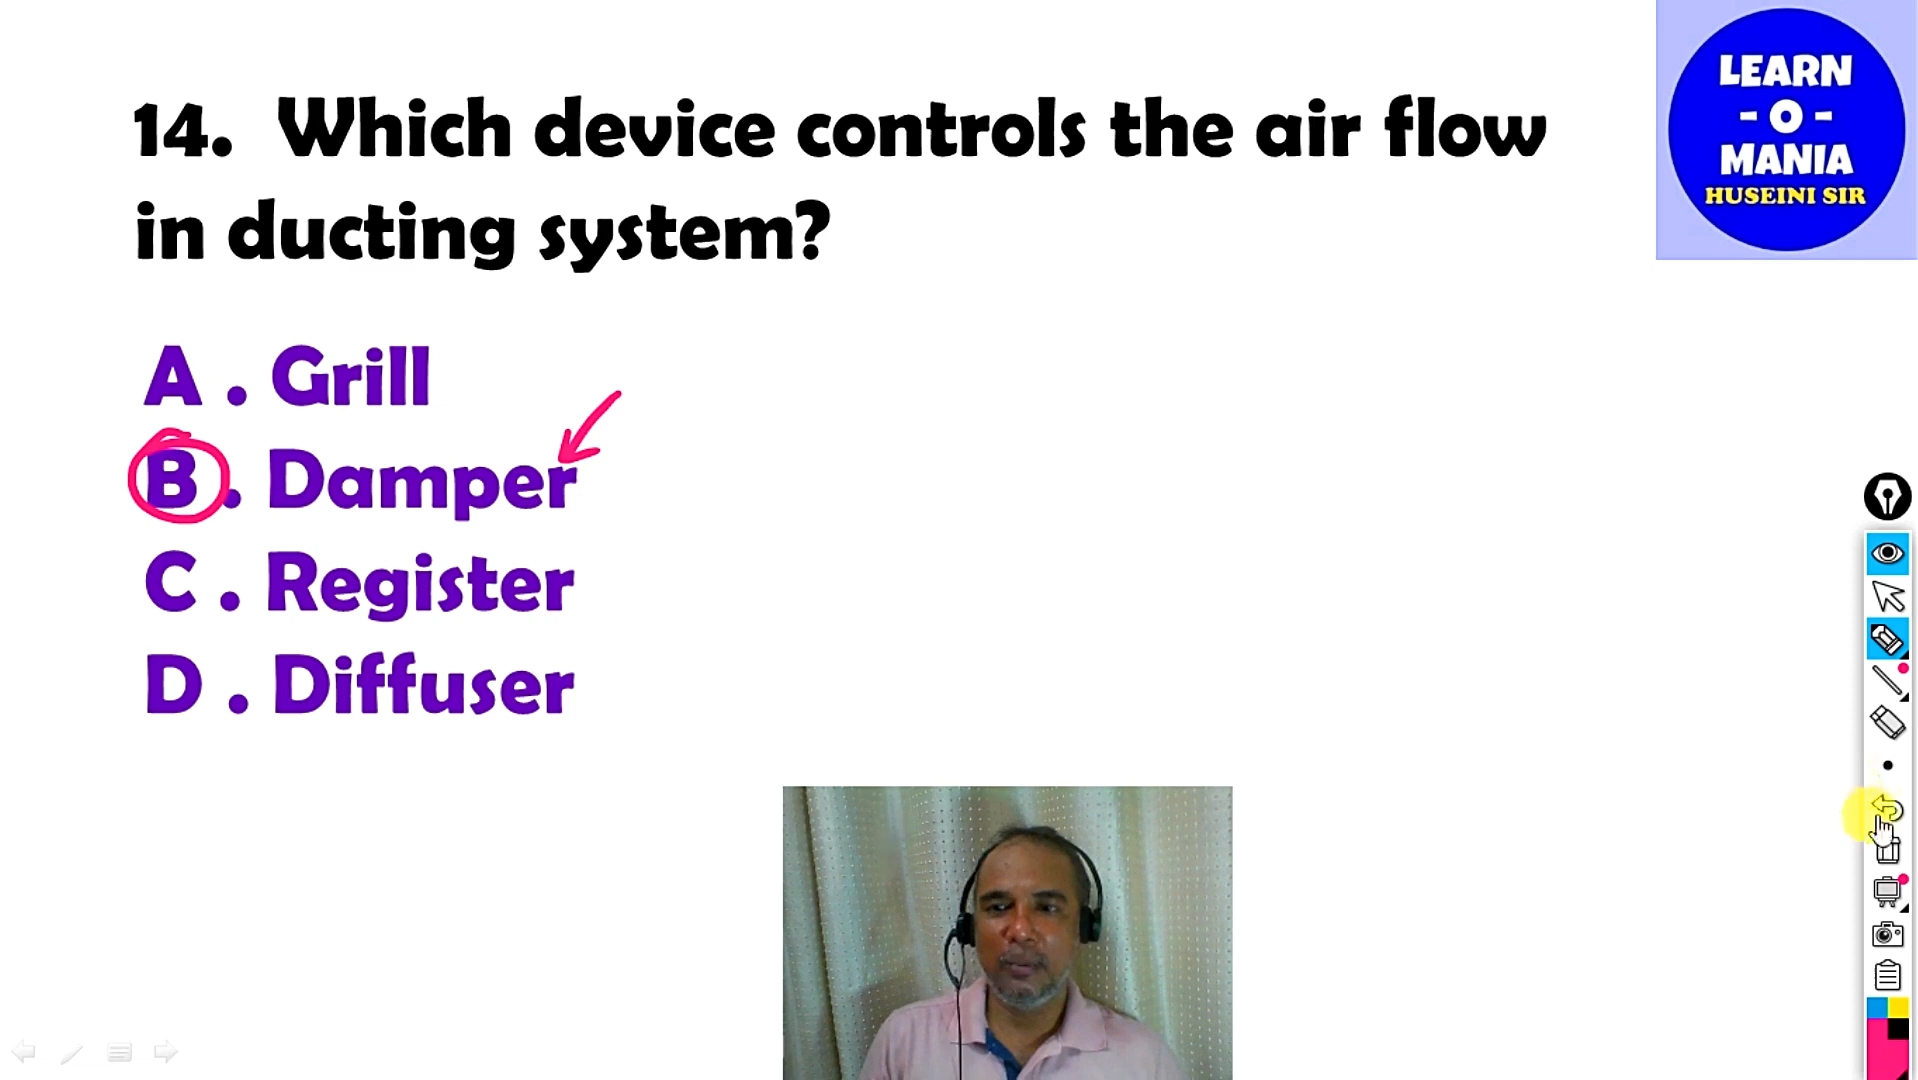 14. Which device controls the air flow
in ducting system?
A . Grill
B . Damper
C . Register
D . Diffuser
LEARN
- O -
MANIA
HUSEINI SIR